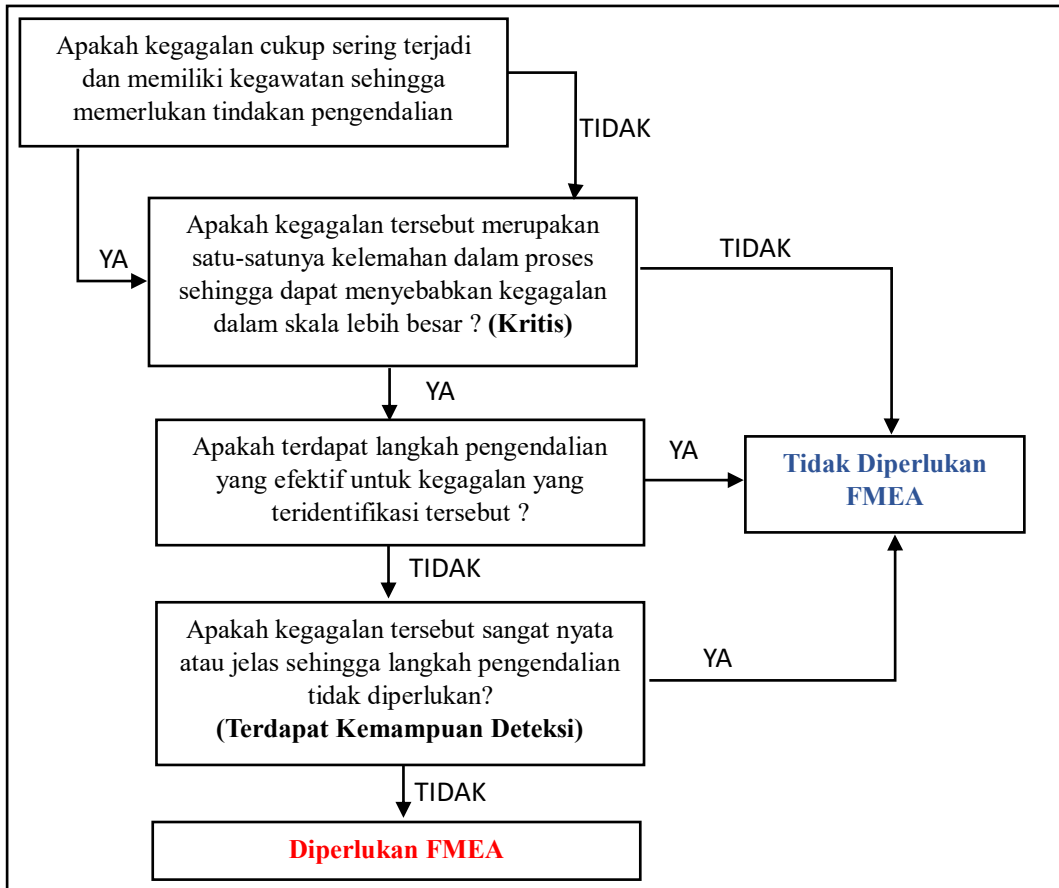 Apakah kegagalan cukup sering terjadi
dan memiliki kegawatan sehingga
memerlukan tindakan pengendalian
TIDAK
YA
Apakah kegagalan tersebut merupakan
satu-satunya kelemahan dalam proses
sehingga dapat menyebabkan kegagalan
dalam skala lebih besar ? (Kritis)
TIDAK
YA
Apakah terdapat langkah pengendalian
yang efektif untuk kegagalan yang
teridentifikasi tersebut ?
YA
Tidak Diperlukan
FMEA
TIDAK
Apakah kegagalan tersebut sangat nyata
atau jelas sehingga langkah pengendalian
tidak diperlukan?
(Terdapat Kemampuan Deteksi)
YA
TIDAK
Diperlukan FMEA